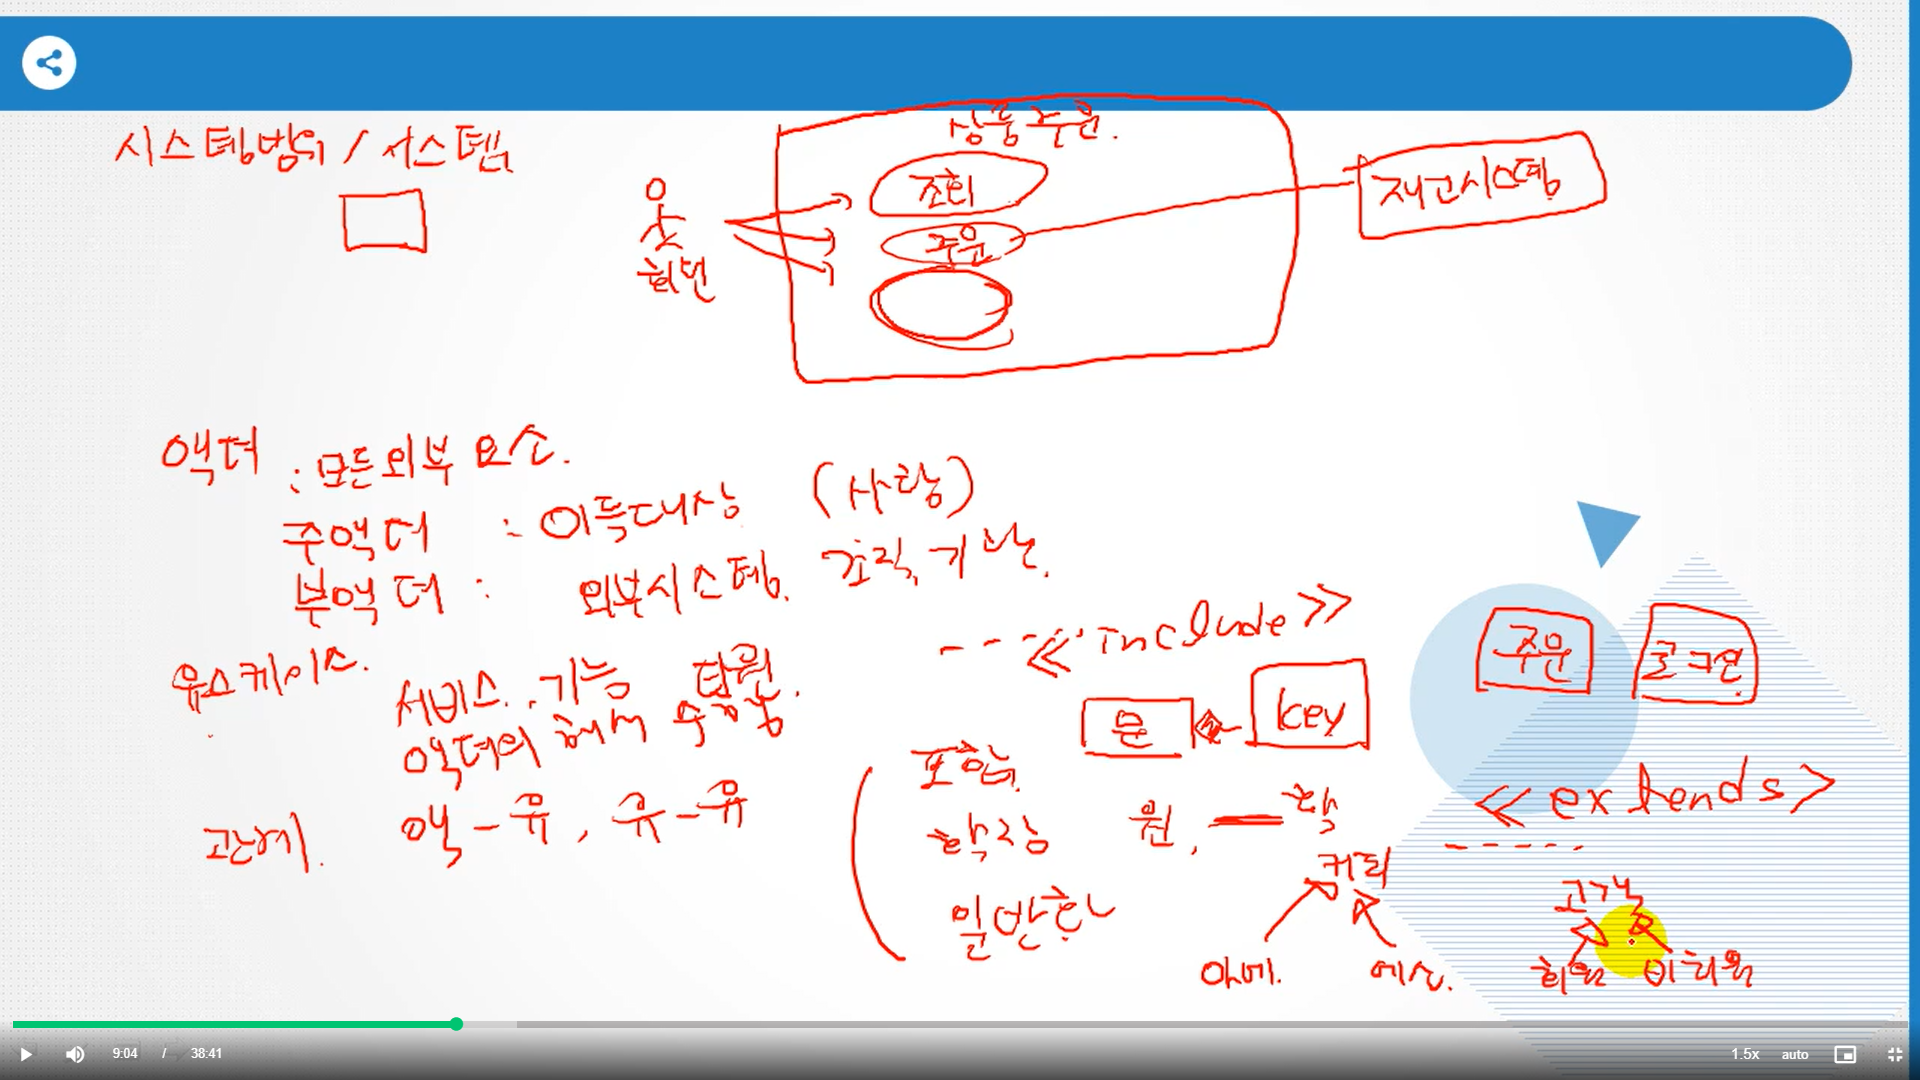 시스템범위 / 시스템
상품주문.
조회
주문
회원
재고시스템
액터 : 모든 외부 요소.
주액터 : 이득대상 (사람)
부액터 : 외부시스템, 조직, 기관.
유스케이스. 서비스, 기능 단위.
액터의 해서 수행
관계. 액-유, 유-유
<<include>>
문
key
포함,
확장
원, 확
일반화
커피
아메.
에스.
주문
로그인
<<extends>
고객
회원
비회원
9:04 / 38:41
1.5x
auto